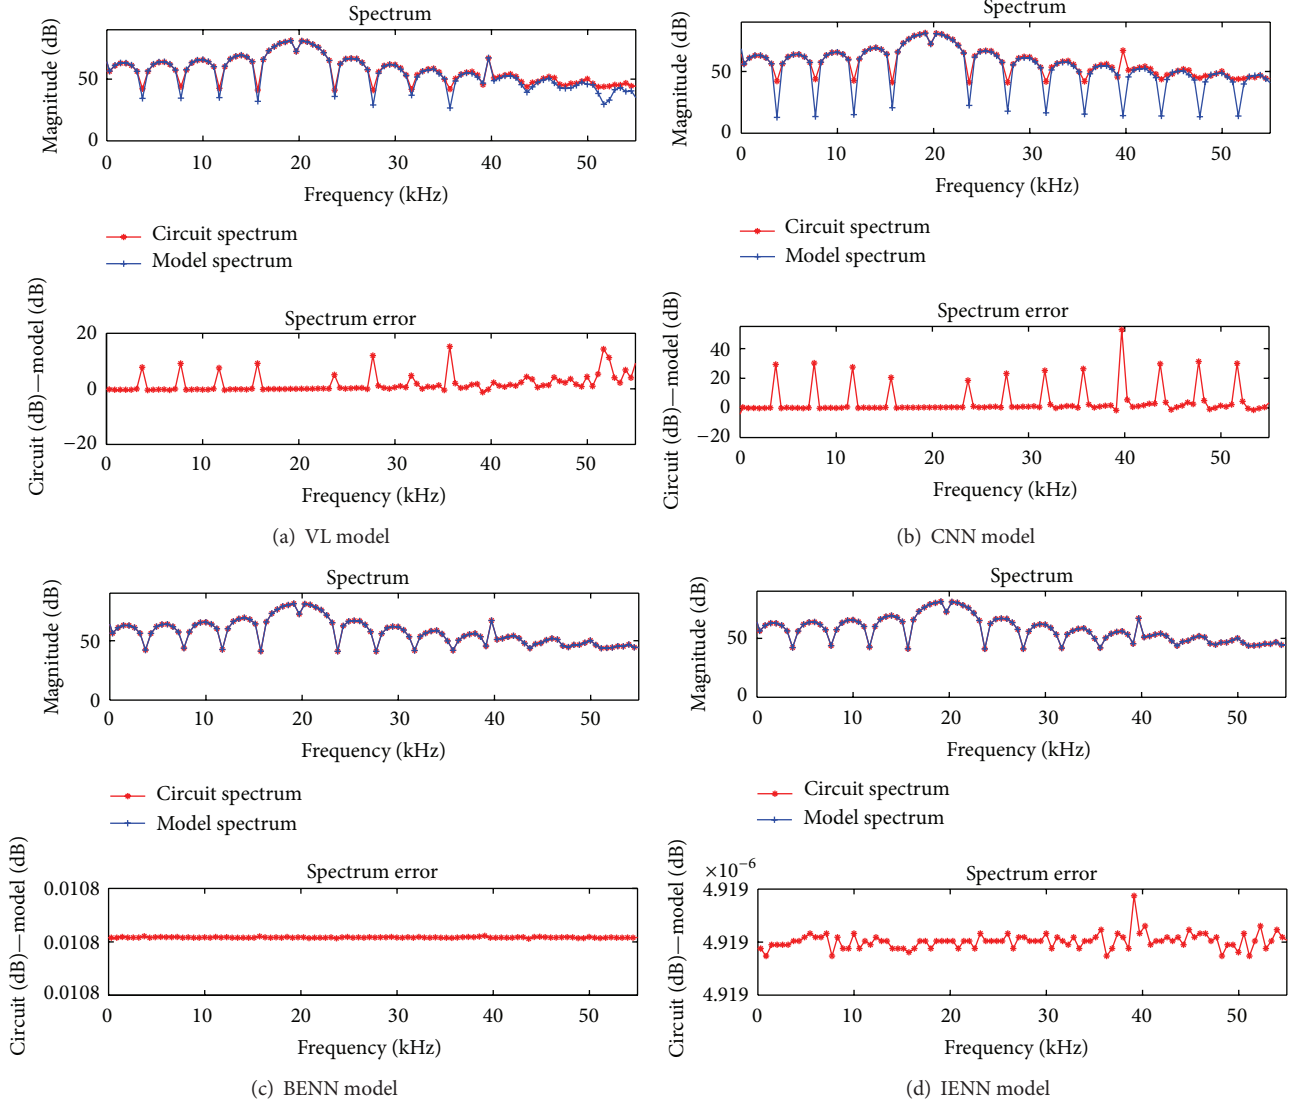 Spectrum
Magnitude (dB)
50
0
0 10 20 30 40 50
Frequency (kHz)
Circuit spectrum
Model spectrum
Spectrum error
Circuit (dB)—model (dB)
20
0
−20
0 10 20 30 40 50
Frequency (kHz)
(a) VL model
Spectrum
Magnitude (dB)
50
0
0 10 20 30 40 50
Frequency (kHz)
Circuit spectrum
Model spectrum
Spectrum error
Circuit (dB)—model (dB)
40
20
0
−20
0 10 20 30 40 50
Frequency (kHz)
(b) CNN model
Spectrum
Magnitude (dB)
50
0
0 10 20 30 40 50
Frequency (kHz)
Circuit spectrum
Model spectrum
Spectrum error
Circuit (dB)—model (dB)
0.0108
0.0108
0.0108
0 10 20 30 40 50
Frequency (kHz)
(c) BENN model
Spectrum
Magnitude (dB)
50
0
0 10 20 30 40 50
Frequency (kHz)
Circuit spectrum
Model spectrum
×10−6
Spectrum error
Circuit (dB)—model (dB)
4.919
4.919
4.919
0 10 20 30 40 50
Frequency (kHz)
(d) IENN model